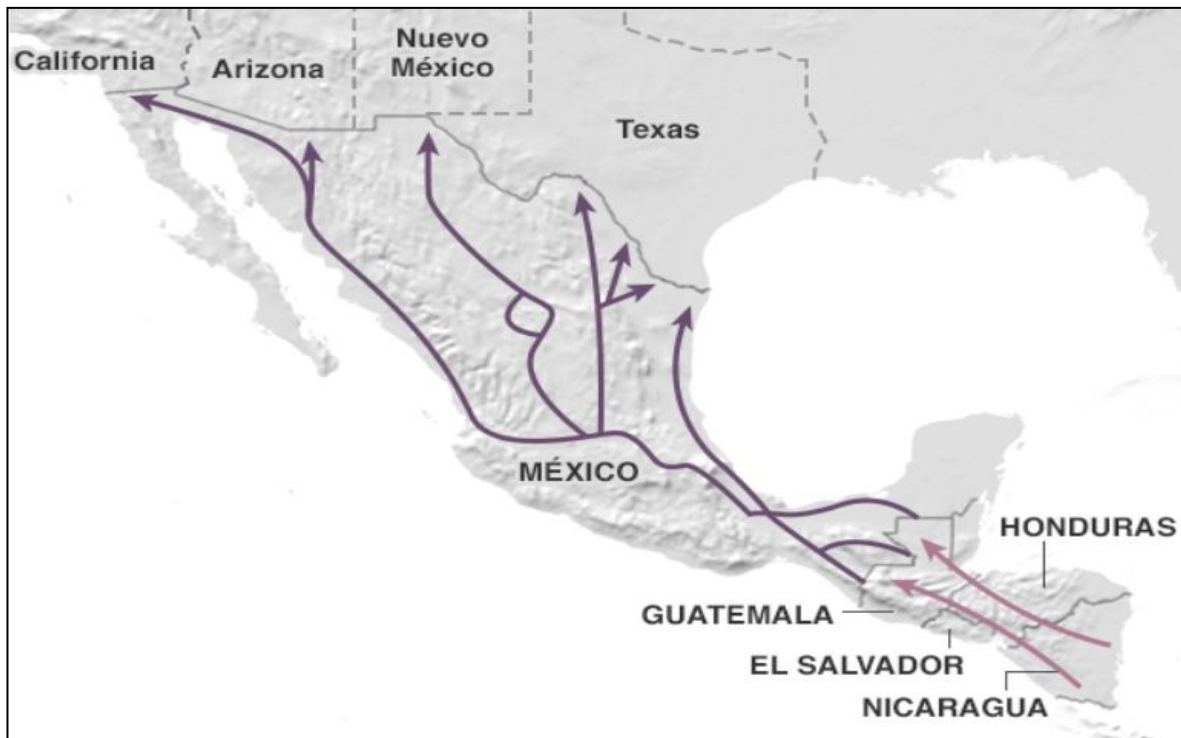 California
Arizona
Nuevo
México
Texas
MÉXICO
HONDURAS
GUATEMALA
EL SALVADOR
NICARAGUA